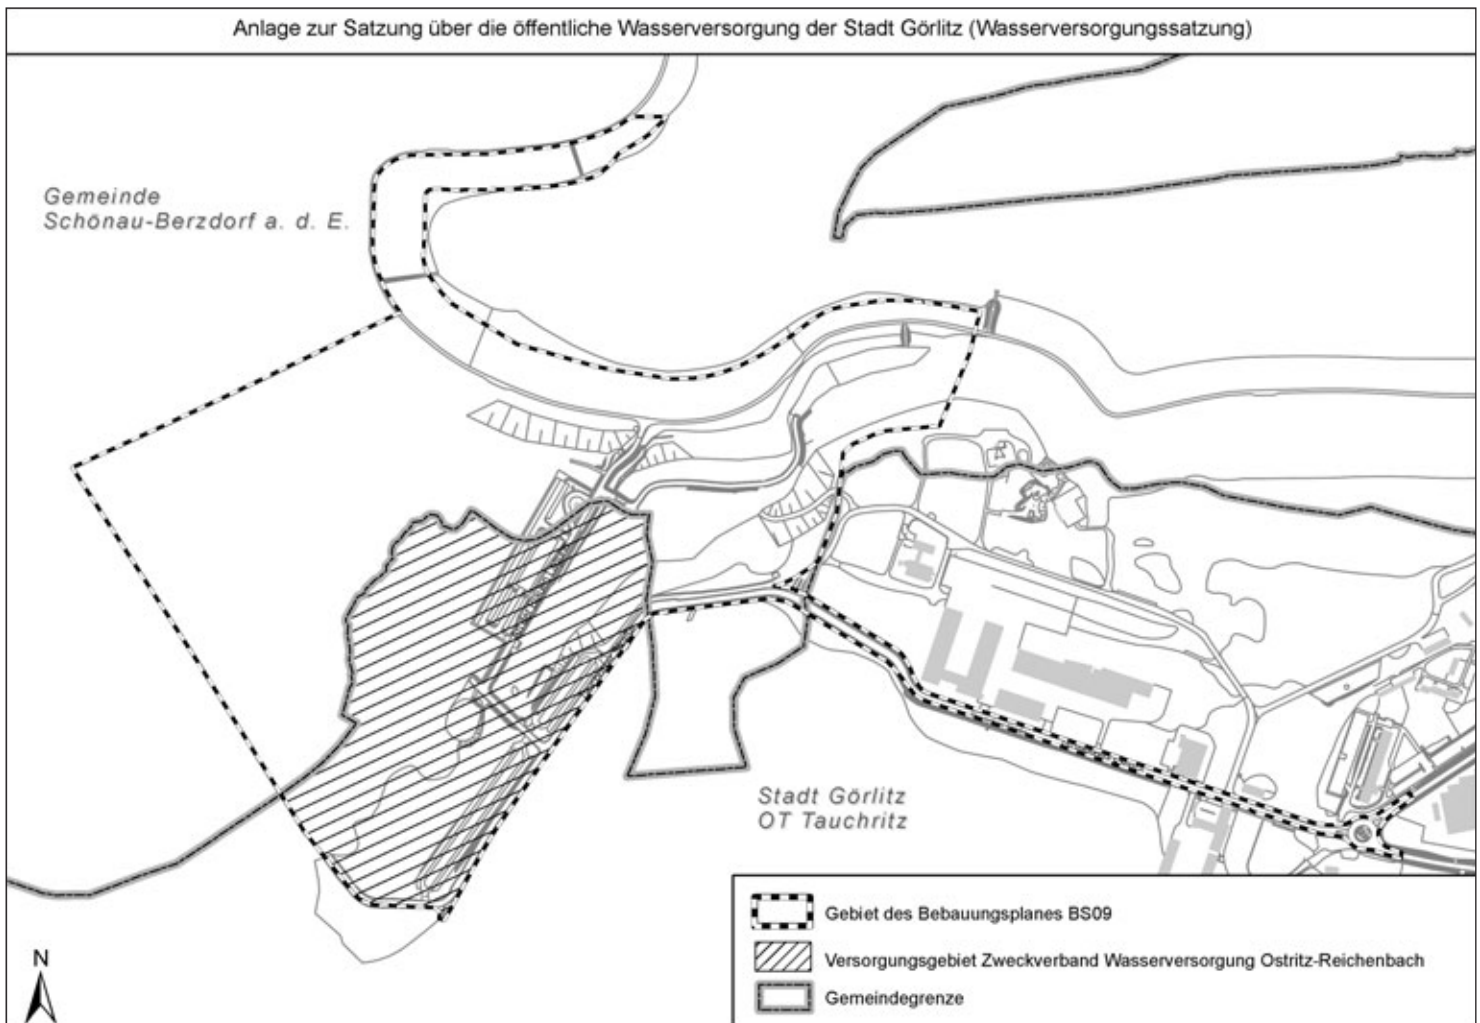 Anlage zur Satzung über die öffentliche Wasserversorgung der Stadt Görlitz (Wasserversorgungssatzung)
Gemeinde
Schönau-Berzdorf a. d. E.
Stadt Görlitz
OT Tauchritz
Gebiet des Bebauungsplanes BS09
Versorgungsgebiet Zweckverband Wasserversorgung Ostritz-Reichenbach
Gemeindegrenze
N